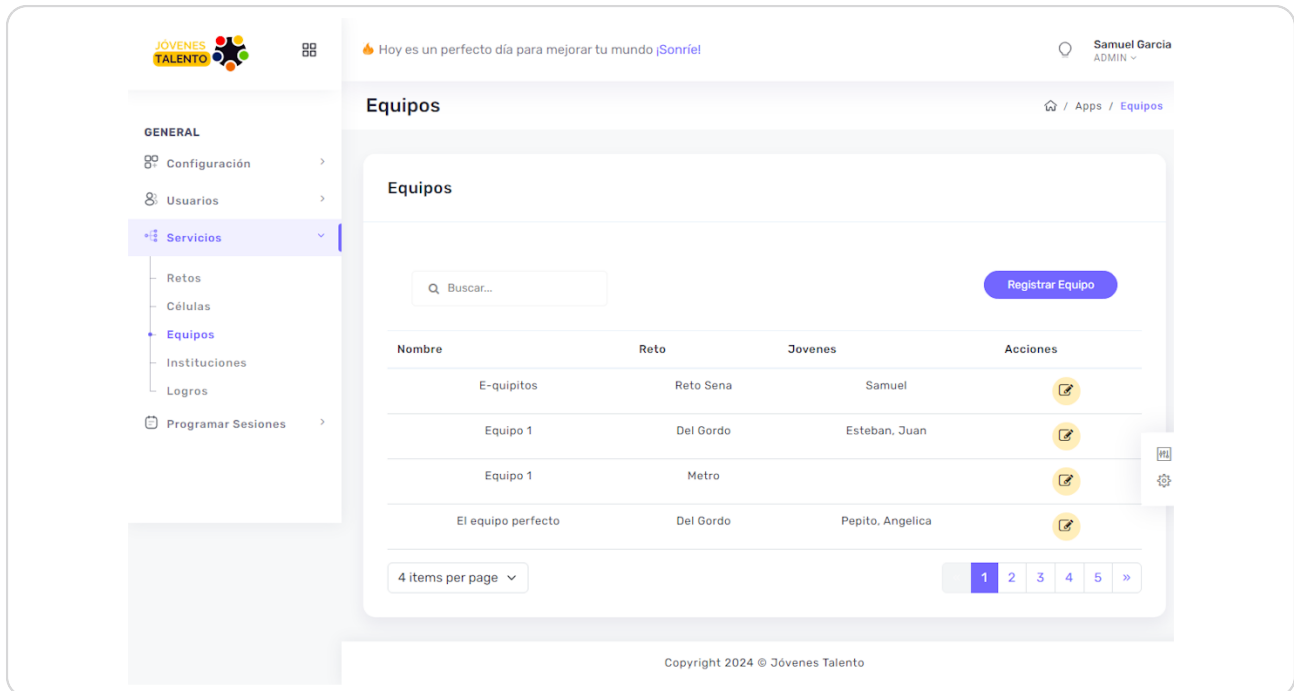 JÓVENES
TALENTO
Hoy es un perfecto día para mejorar tu mundo ¡Sonríe!
Samuel Garcia
ADMIN
Equipos
/ Apps / Equipos
GENERAL
Configuración
Usuarios
Servicios
Retos
Células
Equipos
Instituciones
Logros
Programar Sesiones
Equipos
Buscar...
Registrar Equipo
Nombre Reto Jovenes Acciones
E-quipitos Reto Sena Samuel
Equipo 1 Del Gordo Esteban, Juan
Equipo 1 Metro
El equipo perfecto Del Gordo Pepito, Angelica
4 items per page
1 2 3 4 5 »
Copyright 2024 © Jóvenes Talento